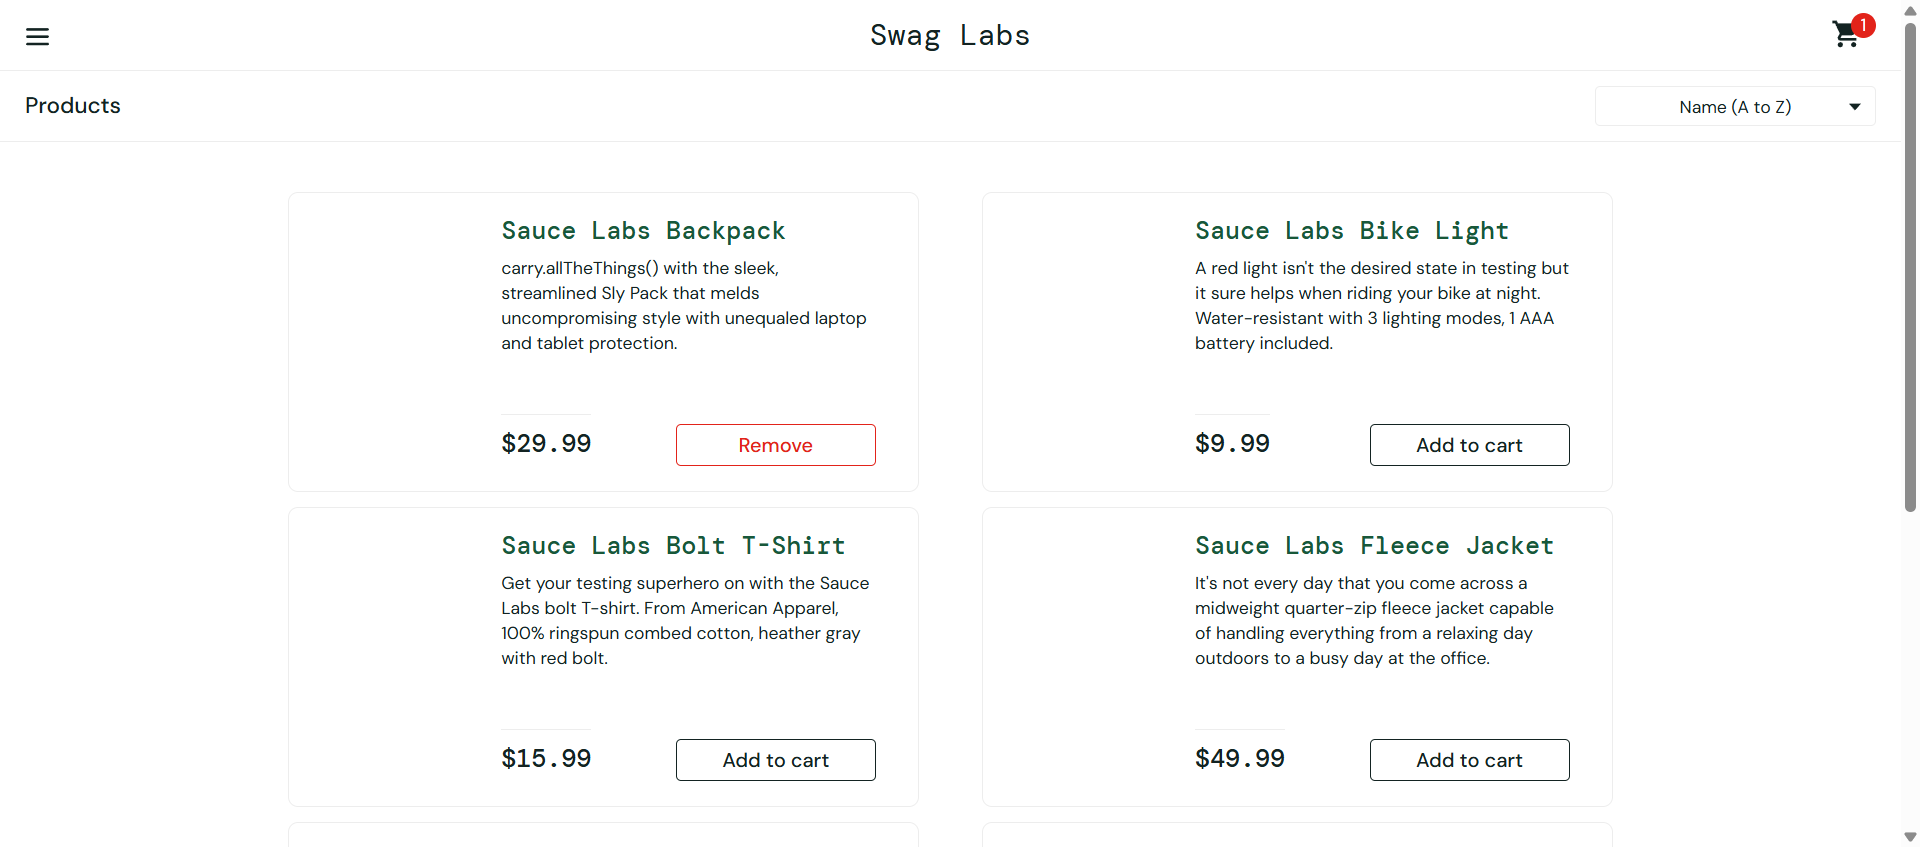 Swag Labs
1
Products
Name (A to Z)
Sauce Labs Backpack
carry.allTheThings() with the sleek,
streamlined Sly Pack that melds
uncompromising style with unequaled laptop
and tablet protection.
$29.99
Remove
Sauce Labs Bike Light
A red light isn't the desired state in testing but
it sure helps when riding your bike at night.
Water-resistant with 3 lighting modes, 1 AAA
battery included.
$9.99
Add to cart
Sauce Labs Bolt T-Shirt
Get your testing superhero on with the Sauce
Labs bolt T-shirt. From American Apparel,
100% ringspun combed cotton, heather gray
with red bolt.
$15.99
Add to cart
Sauce Labs Fleece Jacket
It's not every day that you come across a
midweight quarter-zip fleece jacket capable
of handling everything from a relaxing day
outdoors to a busy day at the office.
$49.99
Add to cart